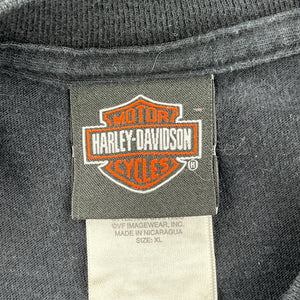 MOTOR
HARLEY-DAVIDSON
CYCLES
®
©VF IMAGEWEAR, INC.
MADE IN NICARAGUA
SIZE: XL